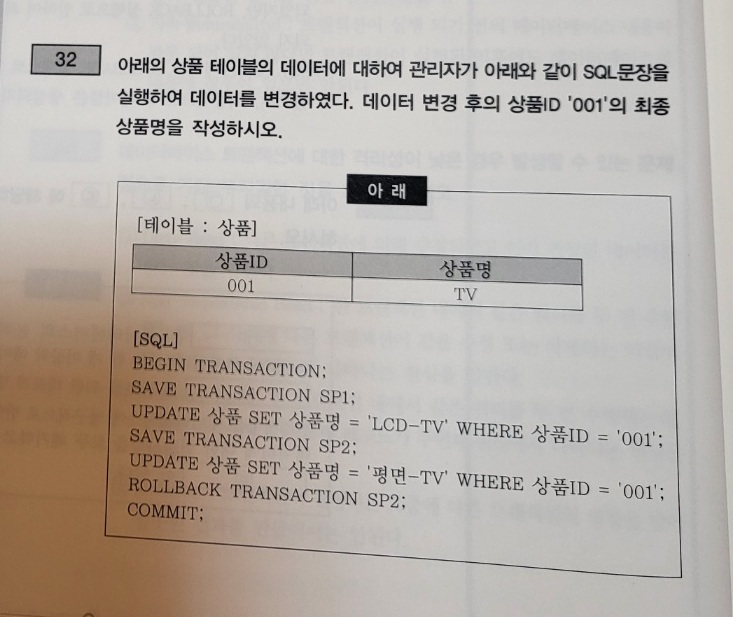 32
아래의 상품 테이블의 데이터에 대하여 관리자가 아래와 같이 SQL문장을
실행하여 데이터를 변경하였다. 데이터 변경 후의 상품ID '001'의 최종
상품명을 작성하시오.
아 래
[테이블 : 상품]
상품ID 상품명
001 TV
[SQL]
BEGIN TRANSACTION;
SAVE TRANSACTION SP1;
UPDATE 상품 SET 상품명 = 'LCD-TV' WHERE 상품ID = '001';
SAVE TRANSACTION SP2;
UPDATE 상품 SET 상품명 = '평면-TV' WHERE 상품ID = '001';
ROLLBACK TRANSACTION SP2;
COMMIT;